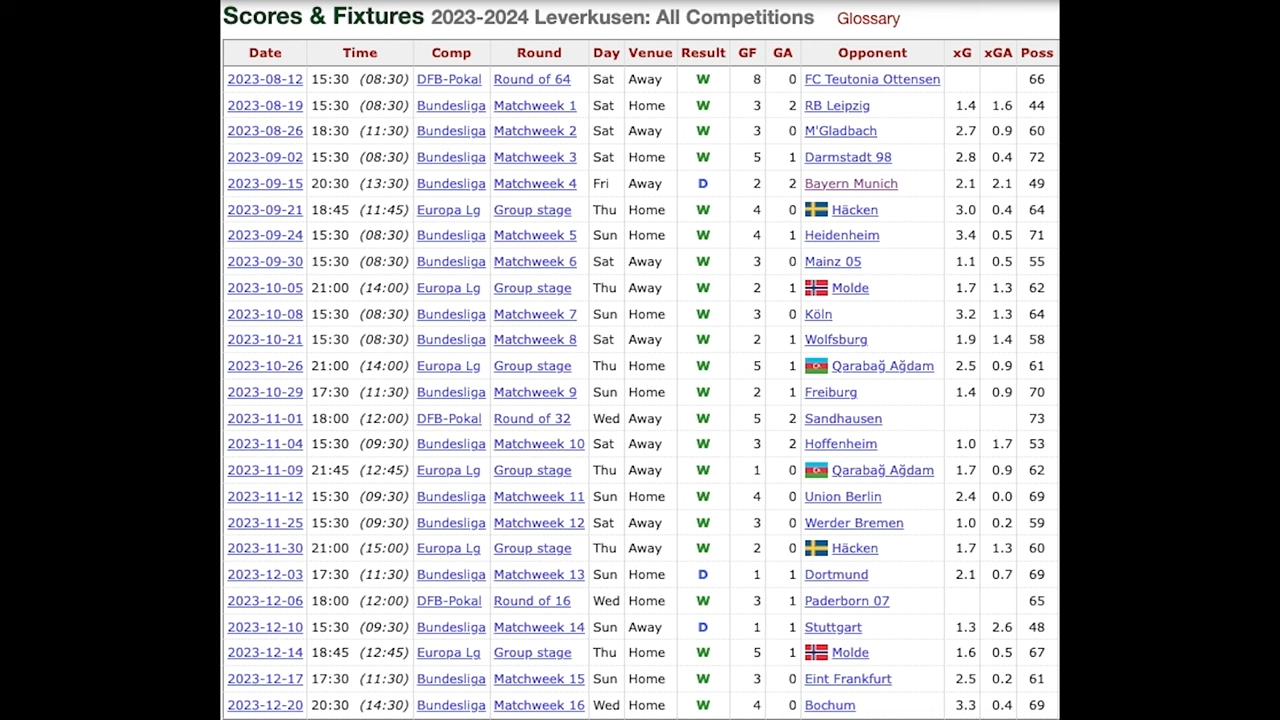 Scores & Fixtures 2023-2024 Leverkusen: All Competitions Glossary
Date Time Comp Round Day Venue Result GF GA Opponent xG xGA Poss
2023-08-12 15:30 (08:30) DFB-Pokal Round of 64 Sat Away W 8 0 FC Teutonia Ottensen 66
2023-08-19 15:30 (08:30) Bundesliga Matchweek 1 Sat Home W 3 2 RB Leipzig 1.4 1.6 44
2023-08-26 18:30 (11:30) Bundesliga Matchweek 2 Sat Away W 3 0 M'Gladbach 2.7 0.9 60
2023-09-02 15:30 (08:30) Bundesliga Matchweek 3 Sat Home W 5 1 Darmstadt 98 2.8 0.4 72
2023-09-15 20:30 (13:30) Bundesliga Matchweek 4 Fri Away D 2 2 Bayern Munich 2.1 2.1 49
2023-09-21 18:45 (11:45) Europa Lg Group stage Thu Home W 4 0 Häcken 3.0 0.4 64
2023-09-24 15:30 (08:30) Bundesliga Matchweek 5 Sun Home W 4 1 Heidenheim 3.4 0.5 71
2023-09-30 15:30 (08:30) Bundesliga Matchweek 6 Sat Away W 3 0 Mainz 05 1.1 0.5 55
2023-10-05 21:00 (14:00) Europa Lg Group stage Thu Away W 2 1 Molde 1.7 1.3 62
2023-10-08 15:30 (08:30) Bundesliga Matchweek 7 Sun Home W 3 0 Köln 3.2 1.3 64
2023-10-21 15:30 (08:30) Bundesliga Matchweek 8 Sat Away W 2 1 Wolfsburg 1.9 1.4 58
2023-10-26 21:00 (14:00) Europa Lg Group stage Thu Home W 5 1 Qarabağ Ağdam 2.5 0.9 61
2023-10-29 17:30 (11:30) Bundesliga Matchweek 9 Sun Home W 2 1 Freiburg 1.4 0.9 70
2023-11-01 18:00 (12:00) DFB-Pokal Round of 32 Wed Away W 5 2 Sandhausen 73
2023-11-04 15:30 (09:30) Bundesliga Matchweek 10 Sat Away W 3 2 Hoffenheim 1.0 1.7 53
2023-11-09 21:45 (12:45) Europa Lg Group stage Thu Away W 1 0 Qarabağ Ağdam 1.7 0.9 62
2023-11-12 15:30 (09:30) Bundesliga Matchweek 11 Sun Home W 4 0 Union Berlin 2.4 0.0 69
2023-11-25 15:30 (09:30) Bundesliga Matchweek 12 Sat Away W 3 0 Werder Bremen 1.0 0.2 59
2023-11-30 21:00 (15:00) Europa Lg Group stage Thu Away W 2 0 Häcken 1.7 1.3 60
2023-12-03 17:30 (11:30) Bundesliga Matchweek 13 Sun Home D 1 1 Dortmund 2.1 0.7 69
2023-12-06 18:00 (12:00) DFB-Pokal Round of 16 Wed Home W 3 1 Paderborn 07 65
2023-12-10 15:30 (09:30) Bundesliga Matchweek 14 Sun Away D 1 1 Stuttgart 1.3 2.6 48
2023-12-14 18:45 (12:45) Europa Lg Group stage Thu Home W 5 1 Molde 1.6 0.5 67
2023-12-17 17:30 (11:30) Bundesliga Matchweek 15 Sun Home W 3 0 Eint Frankfurt 2.5 0.2 61
2023-12-20 20:30 (14:30) Bundesliga Matchweek 16 Wed Home W 4 0 Bochum 3.3 0.4 69